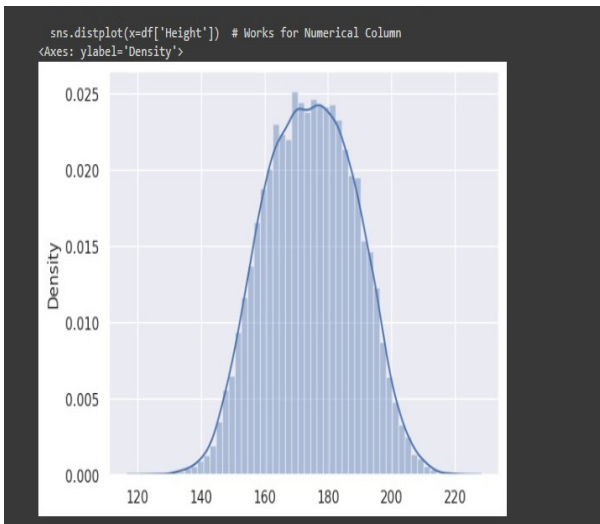 sns.distplot(x=df['Height']) # Works for Numerical Column
<Axes: ylabel='Density'>
0.025
0.020
0.015
0.010
0.005
0.000
Density
120 140 160 180 200 220